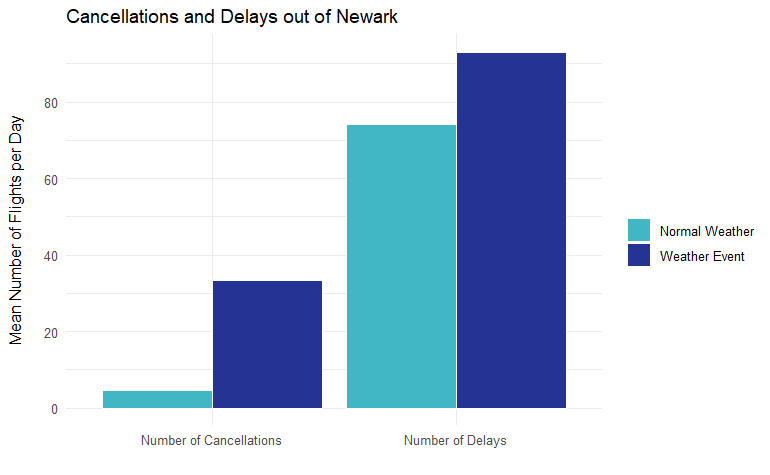 Cancellations and Delays out of Newark
Mean Number of Flights per Day
80
60
40
20
0
Number of Cancellations
Number of Delays
Normal Weather
Weather Event